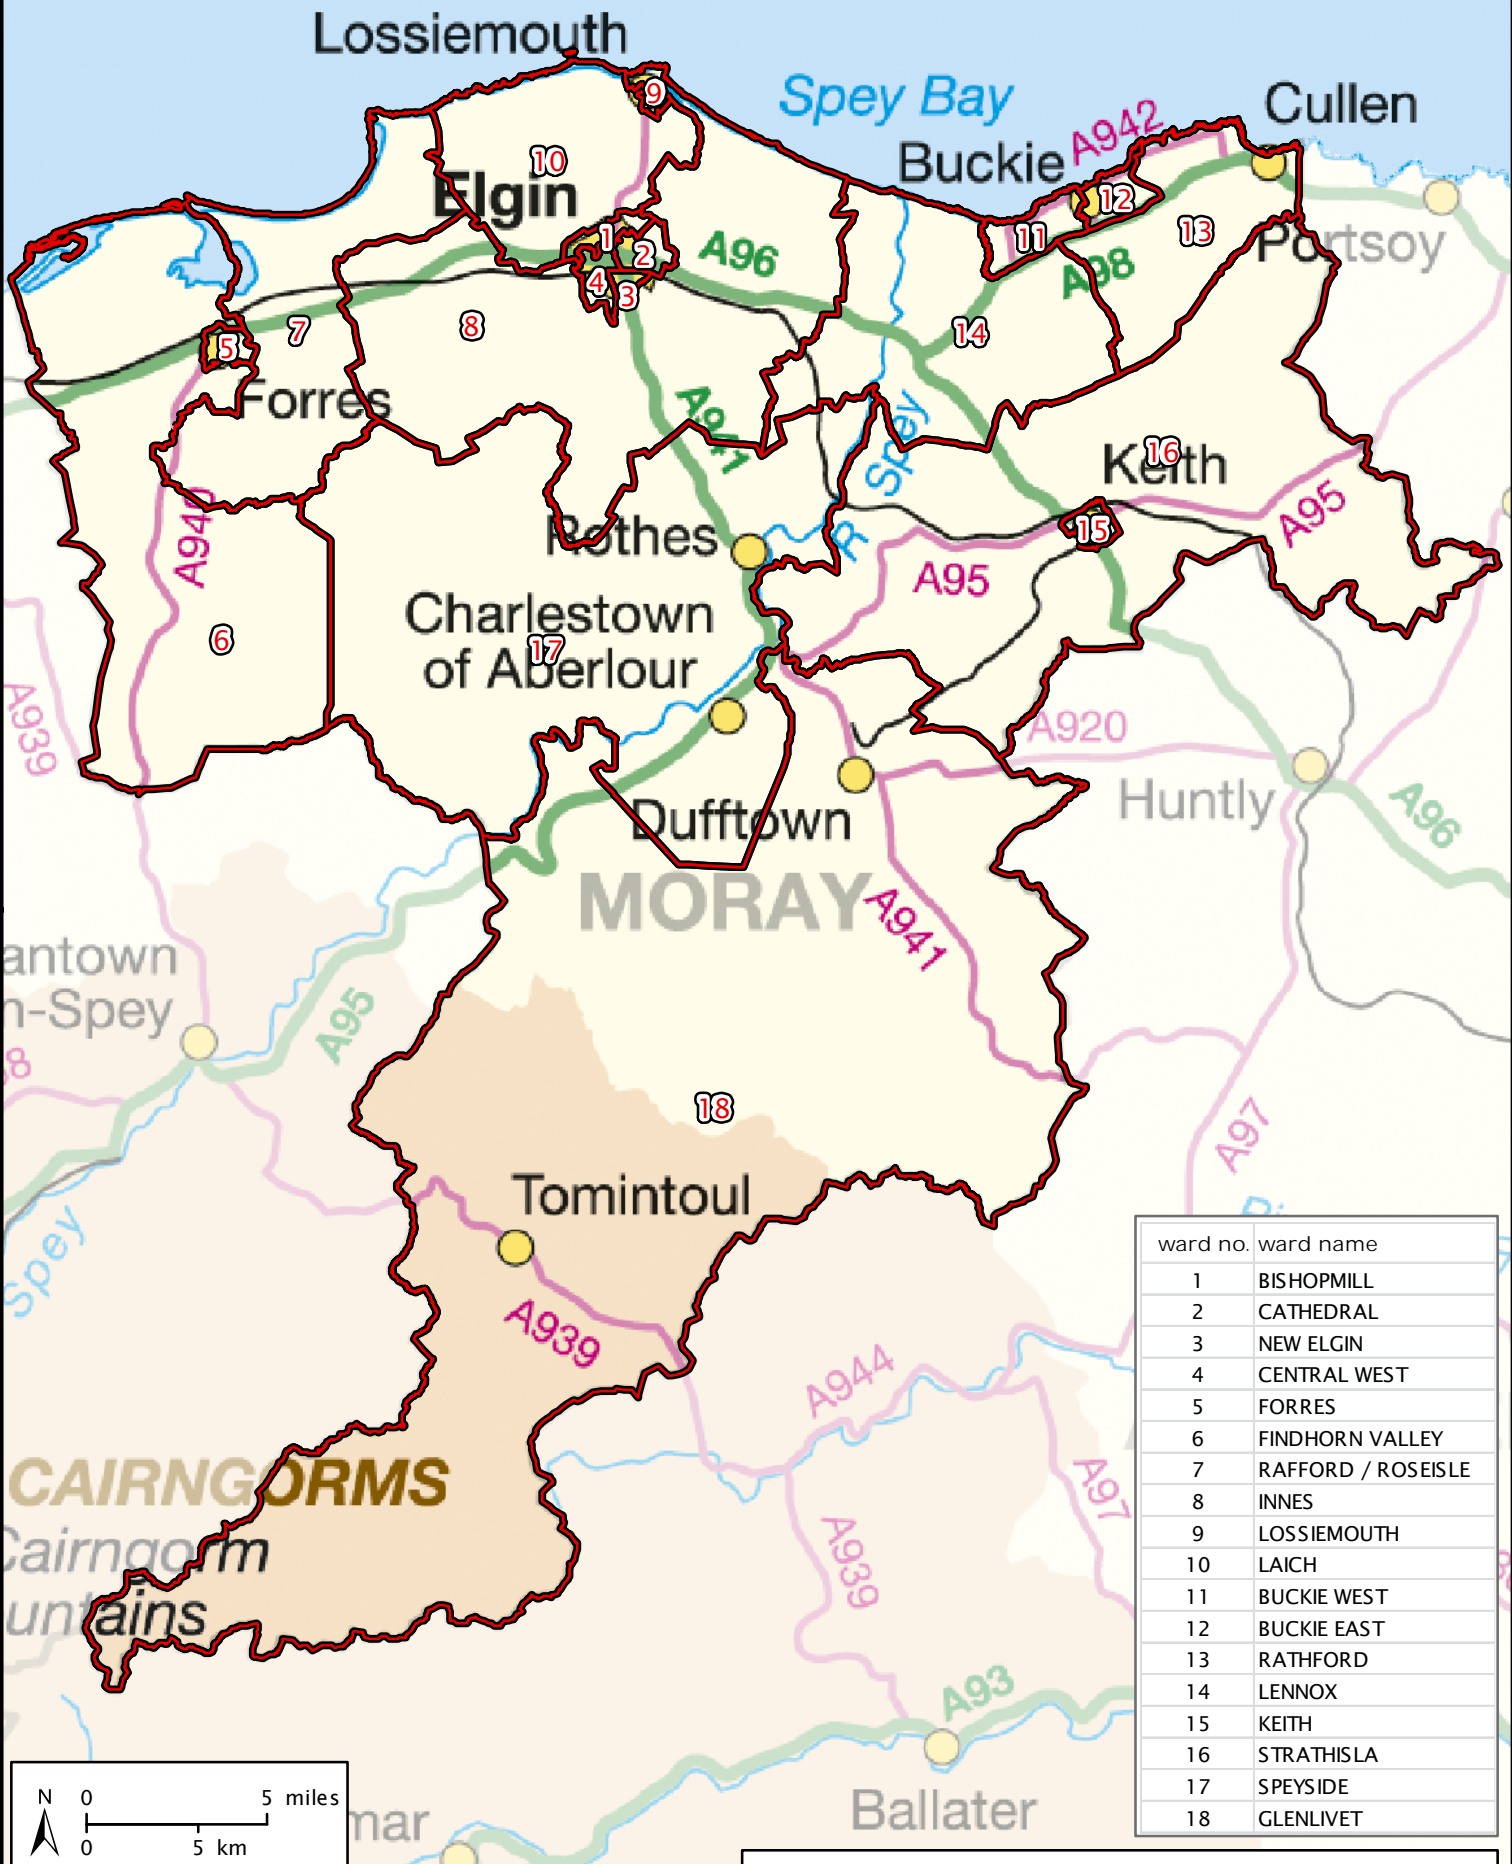 Lossiemouth
Spey Bay
Cullen
A942
Buckie
9
10
Elgin
12
11
13
Portsoy
1
2
A96
A98
4
3
14
7
8
5
Forres
A941
Spey
16
Keith
A95
A940
Rothes
R
15
A95
Charlestown
of Aberlour
17
6
A939
A920
Huntly
A96
Dufftown
MORAY
A941
antown
n-Spey
A95
8
18
A97
Tomintoul
Spey
A939
A944
A97
CAIRNGORMS
Cairngorm
untains
A939
A93
Ballater
mar
ward no. ward name
1 BISHOPMILL
2 CATHEDRAL
3 NEW ELGIN
4 CENTRAL WEST
5 FORRES
6 FINDHORN VALLEY
7 RAFFORD / ROSEISLE
8 INNES
9 LOSSIEMOUTH
10 LAICH
11 BUCKIE WEST
12 BUCKIE EAST
13 RATHFORD
14 LENNOX
15 KEITH
16 STRATHISLA
17 SPEYSIDE
18 GLENLIVET
N 0 5 miles
0 5 km